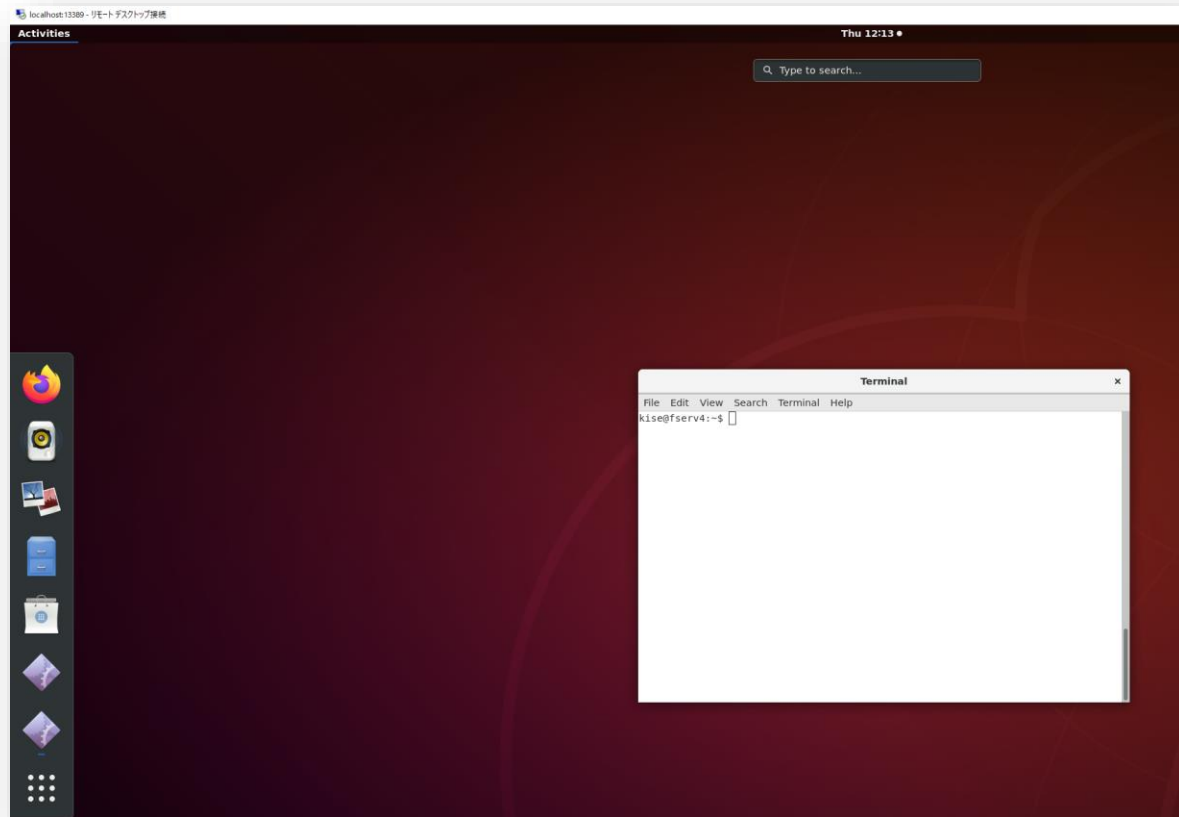 localhost:13389 - リモート デスクトップ接続
Activities
Thu 12:13
Type to search...
Terminal
File Edit View Search Terminal Help
kise@fserv4:~$